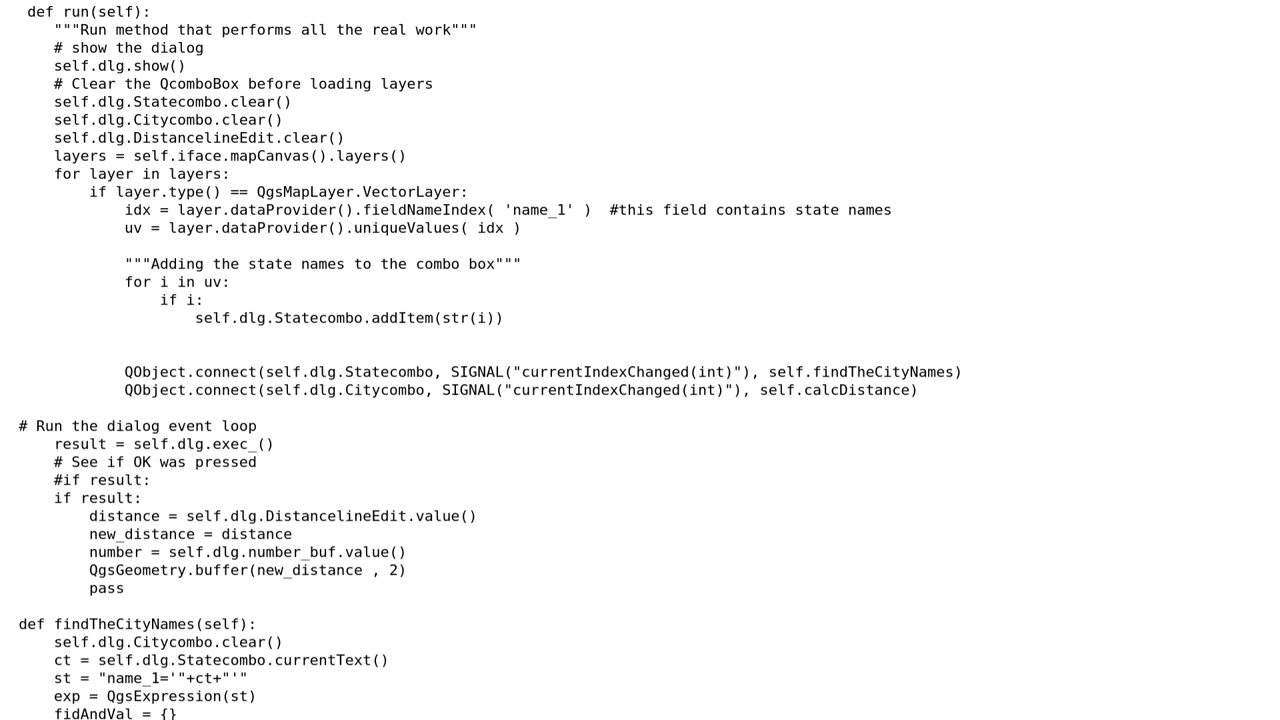 def run(self):
"""Run method that performs all the real work"""
# show the dialog
self.dlg.show()
# Clear the QcomboBox before loading layers
self.dlg.Statecombo.clear()
self.dlg.Citycombo.clear()
self.dlg.DistancelineEdit.clear()
layers = self.iface.mapCanvas().layers()
for layer in layers:
if layer.type() == QgsMapLayer.VectorLayer:
idx = layer.dataProvider().fieldNameIndex( 'name_1' )  #this field contains state names
uv = layer.dataProvider().uniqueValues( idx )
"""Adding the state names to the combo box"""
for i in uv:
if i:
self.dlg.Statecombo.addItem(str(i))
QObject.connect(self.dlg.Statecombo, SIGNAL("currentIndexChanged(int)"), self.findTheCityNames)
QObject.connect(self.dlg.Citycombo, SIGNAL("currentIndexChanged(int)"), self.calcDistance)
# Run the dialog event loop
result = self.dlg.exec_()
# See if OK was pressed
#if result:
if result:
distance = self.dlg.DistancelineEdit.value()
new_distance = distance
number = self.dlg.number_buf.value()
QgsGeometry.buffer(new_distance , 2)
pass
def findTheCityNames(self):
self.dlg.Citycombo.clear()
ct = self.dlg.Statecombo.currentText()
st = "name_1='"+ct+"'"
exp = QgsExpression(st)
fidAndVal = {}